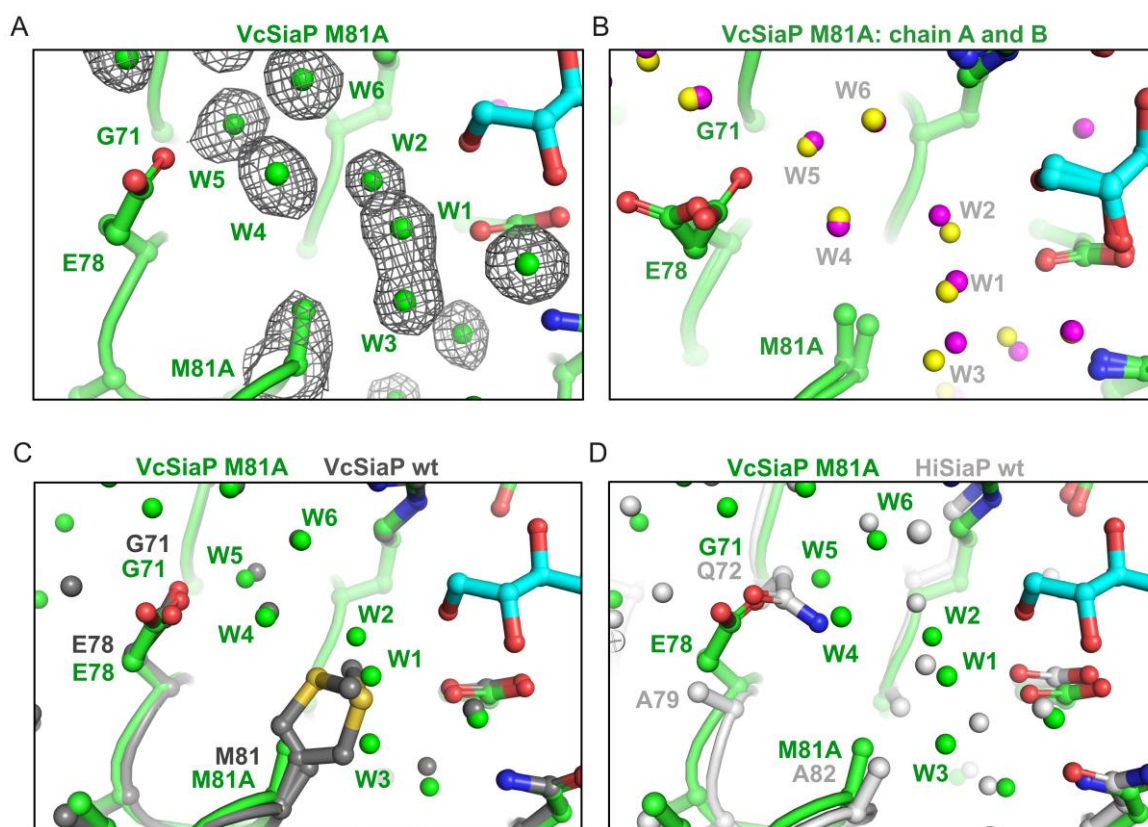 A
VcSiaP M81A
W6
G71
W2
W5
W1
W4
E78
W3
M81A
B
VcSiaP M81A: chain A and B
W6
G71
W5
W2
W4
E78
W1
M81A
W3
C
VcSiaP M81A VcSiaP wt
W6
G71
G71
W5
W2
W4
E78
E78
W1
M81
M81A
W3
D
VcSiaP M81A HiSiaP wt
W6
G71
W5
Q72
W2
E78
W4
W1
A79
M81A
A82
W3